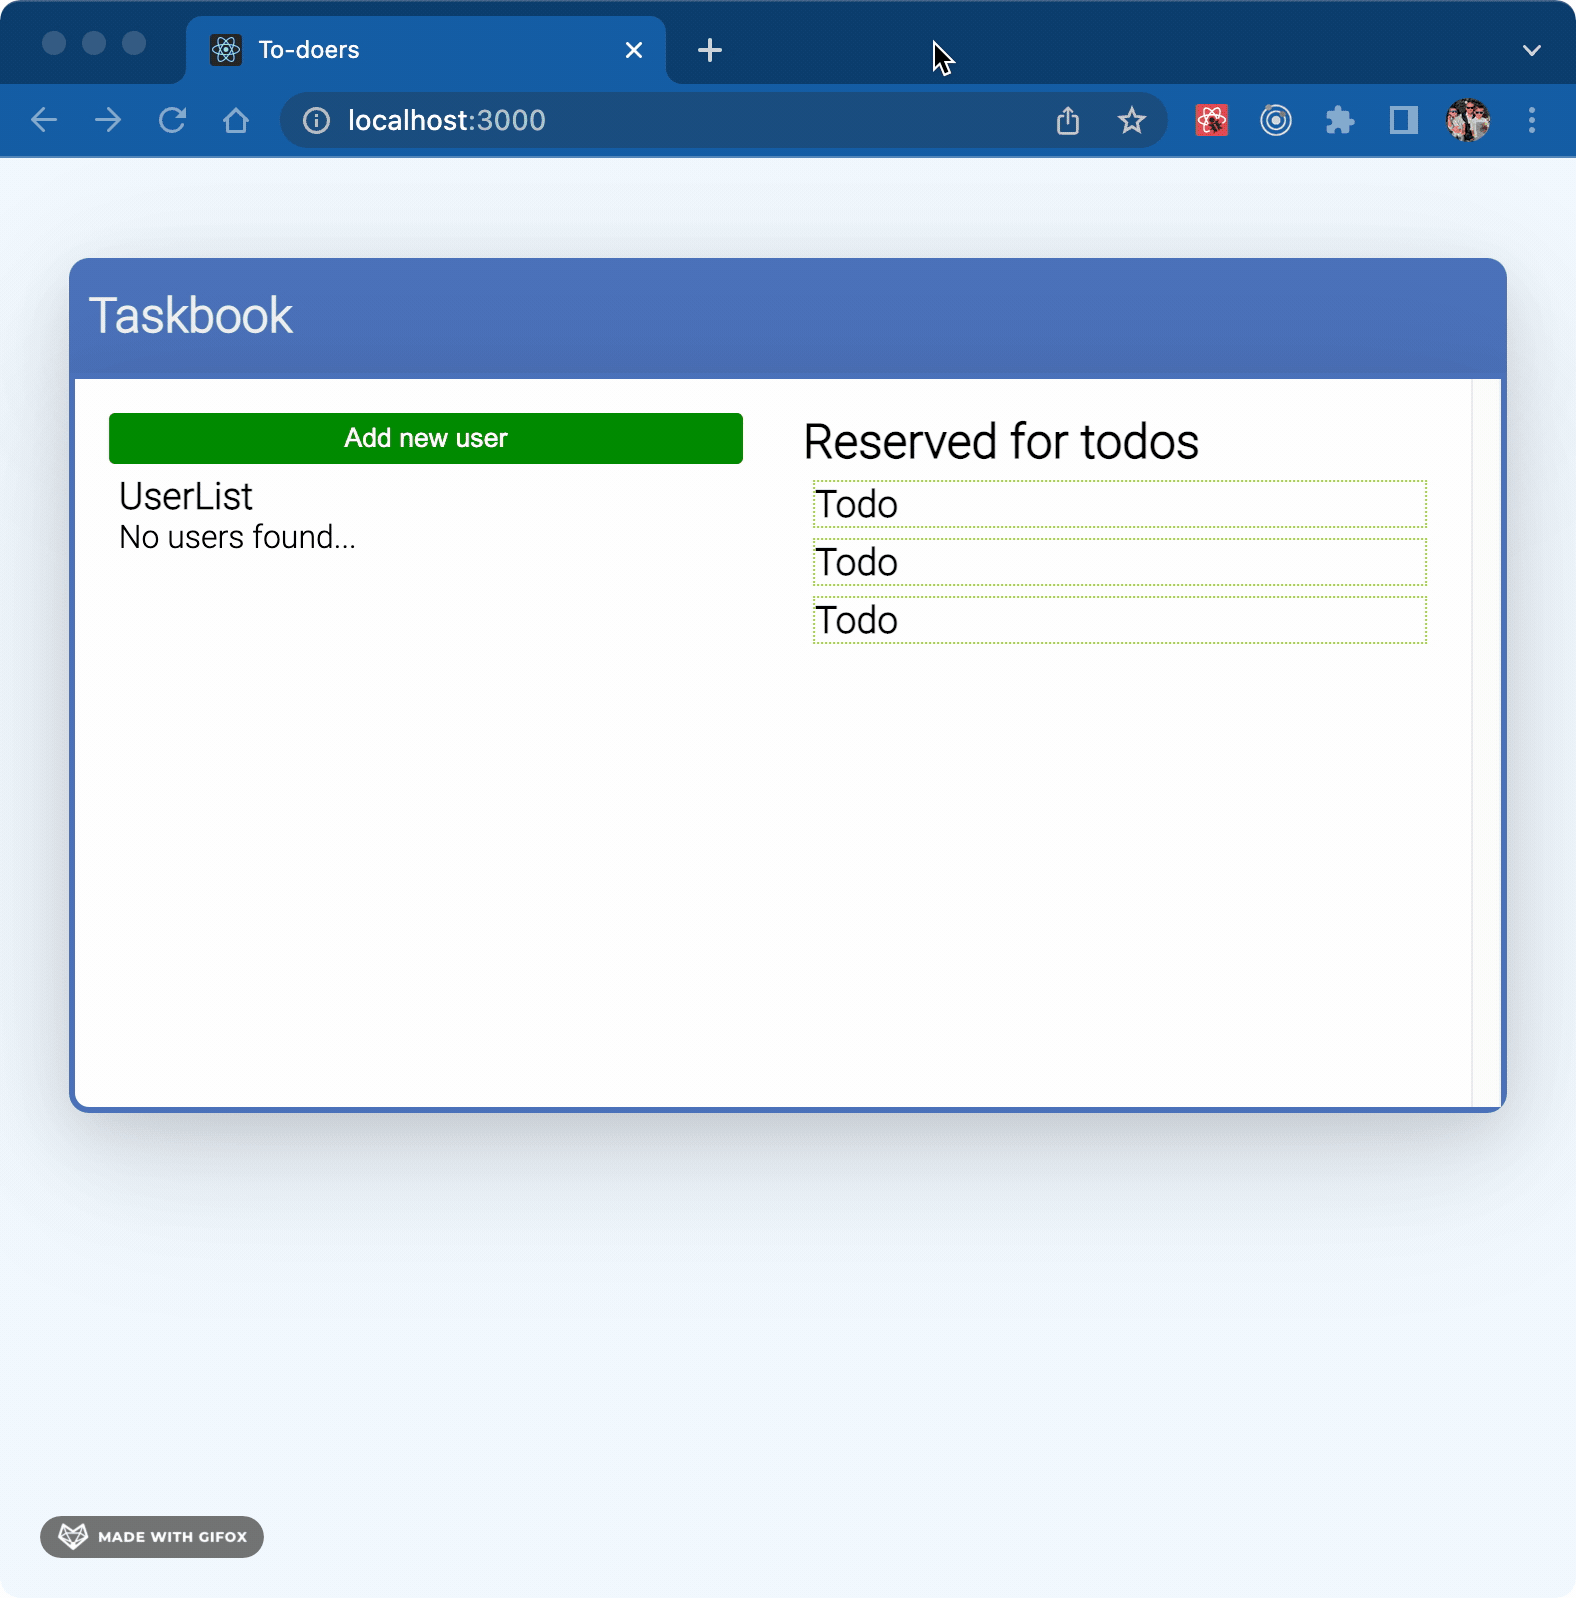 To-doers
localhost:3000
Taskbook
Add new user
UserList
No users found...
Reserved for todos
Todo
Todo
Todo
MADE WITH GIFOX